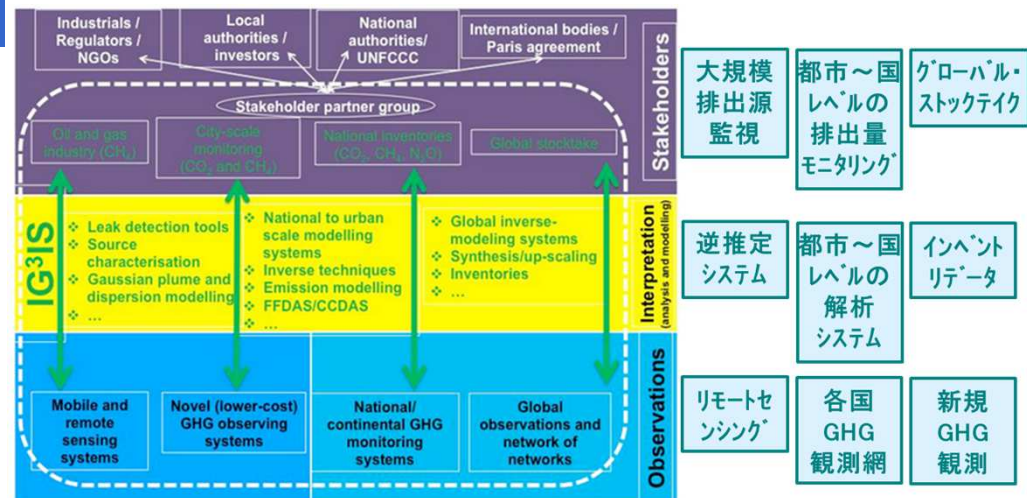 Industrials /
Regulators /
NGOs
Local
authorities /
investors
National
authorities/
UNFCCC
International bodies /
Paris agreement
Stakeholder partner group
Oil and gas
industry (CH₄)
City-scale
monitoring
(CO₂ and CH₄)
National inventories
(CO₂, CH₄, N₂O)
Global stocktake
Stakeholders
IG³IS
❖ Leak detection tools
❖ Source
characterisation
❖ Gaussian plume and
dispersion modelling
❖ ...
❖ National to urban
scale modelling
systems
❖ Inverse techniques
❖ Emission modelling
❖ FFDAS/CCDAS
❖ ...
❖ Global inverse-
modeling systems
❖ Synthesis/up-scaling
❖ Inventories
❖ ...
Interpretation
(analysis and modelling)
Mobile and
remote
sensing
systems
Novel (lower-cost)
GHG observing
systems
National/
continental GHG
monitoring
systems
Global
observations and
network of
networks
Observations
大規模
排出源
監視
都市～国
レベルの
排出量
モニタリング
グローバル・
ストックテイク
逆推定
システム
都市～国
レベルの
解析
システム
インベント
リデータ
リモートセ
ンシング
各国
GHG
観測網
新規
GHG
観測